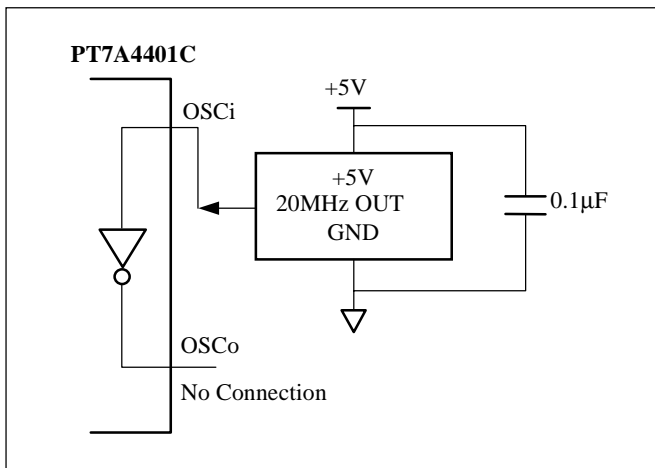 PT7A4401C
OSCi
+5V
+5V
20MHz OUT
GND
0.1µF
OSCo
No Connection